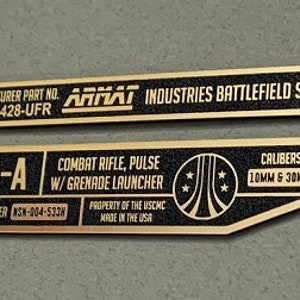 URER PART NO.
428-UFR
ARMAT
INDUSTRIES BATTLEFIELD S
-A
COMBAT RIFLE, PULSE
W/ GRENADE LAUNCHER
CALIBERS
10MM & 30M
ER NSN-004-533N
PROPERTY OF THE USCMC
MADE IN THE USA